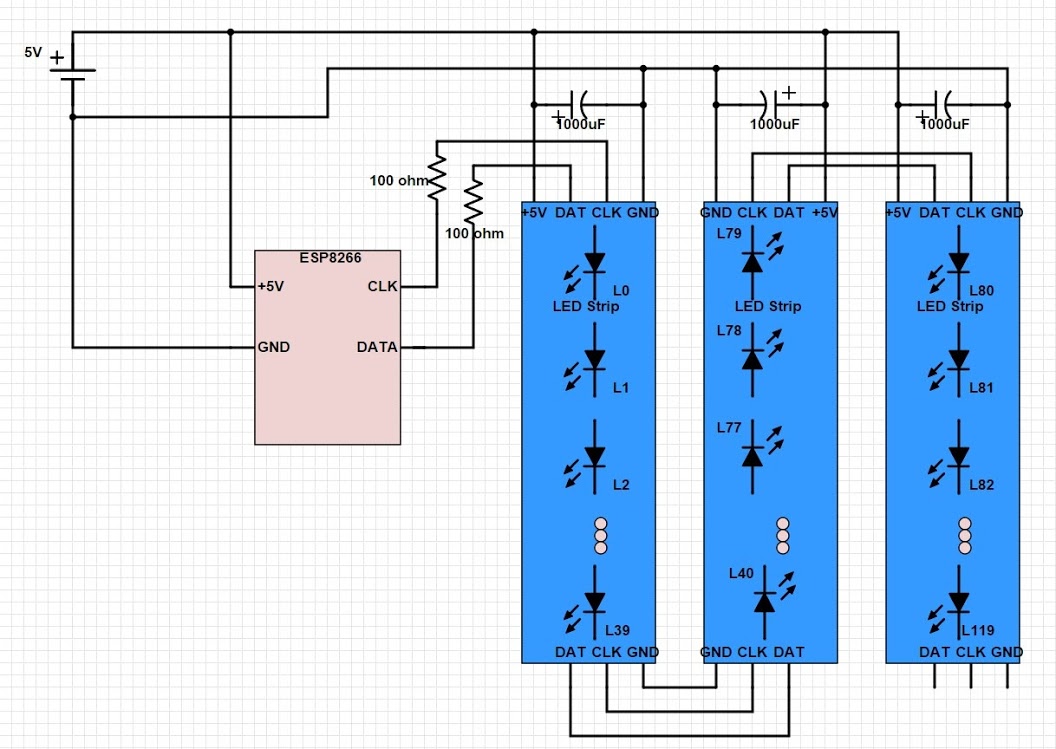 5V +
+ 1000uF
+
1000uF
+ 1000uF
100 ohm
100 ohm
+5V DAT CLK GND
GND CLK DAT +5V
+5V DAT CLK GND
ESP8266
+5V CLK
GND DATA
L0
LED Strip
L1
L2
L39
DAT CLK GND
L79
LED Strip
L78
L77
L40
GND CLK DAT
L80
LED Strip
L81
L82
L119
DAT CLK GND